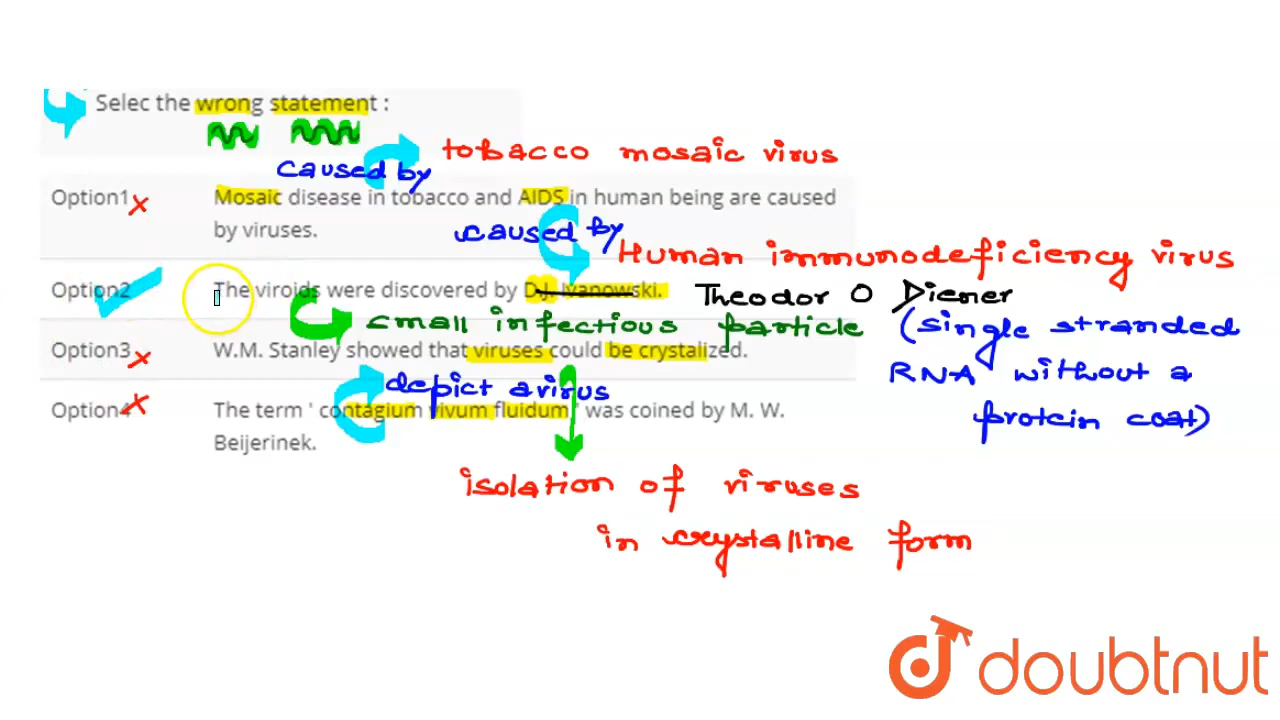 Selec the wrong statement :
tobacco mosaic virus
caused by
Option1 x Mosaic disease in tobacco and AIDS in human being are caused
by viruses.
caused by
Human immunodeficiency virus
Option2 The viroids were discovered by D.J. Ivanowski. Theodor O Diener
small infectious particle (single stranded
Option3 x W.M. Stanley showed that viruses could be crystalized.
RNA without a
depict a virus
Option4 x The term ' contagium vivum fluidum ' was coined by M. W.
protein coat)
Beijerinek.
isolation of viruses
in crystalline form
doubtnut